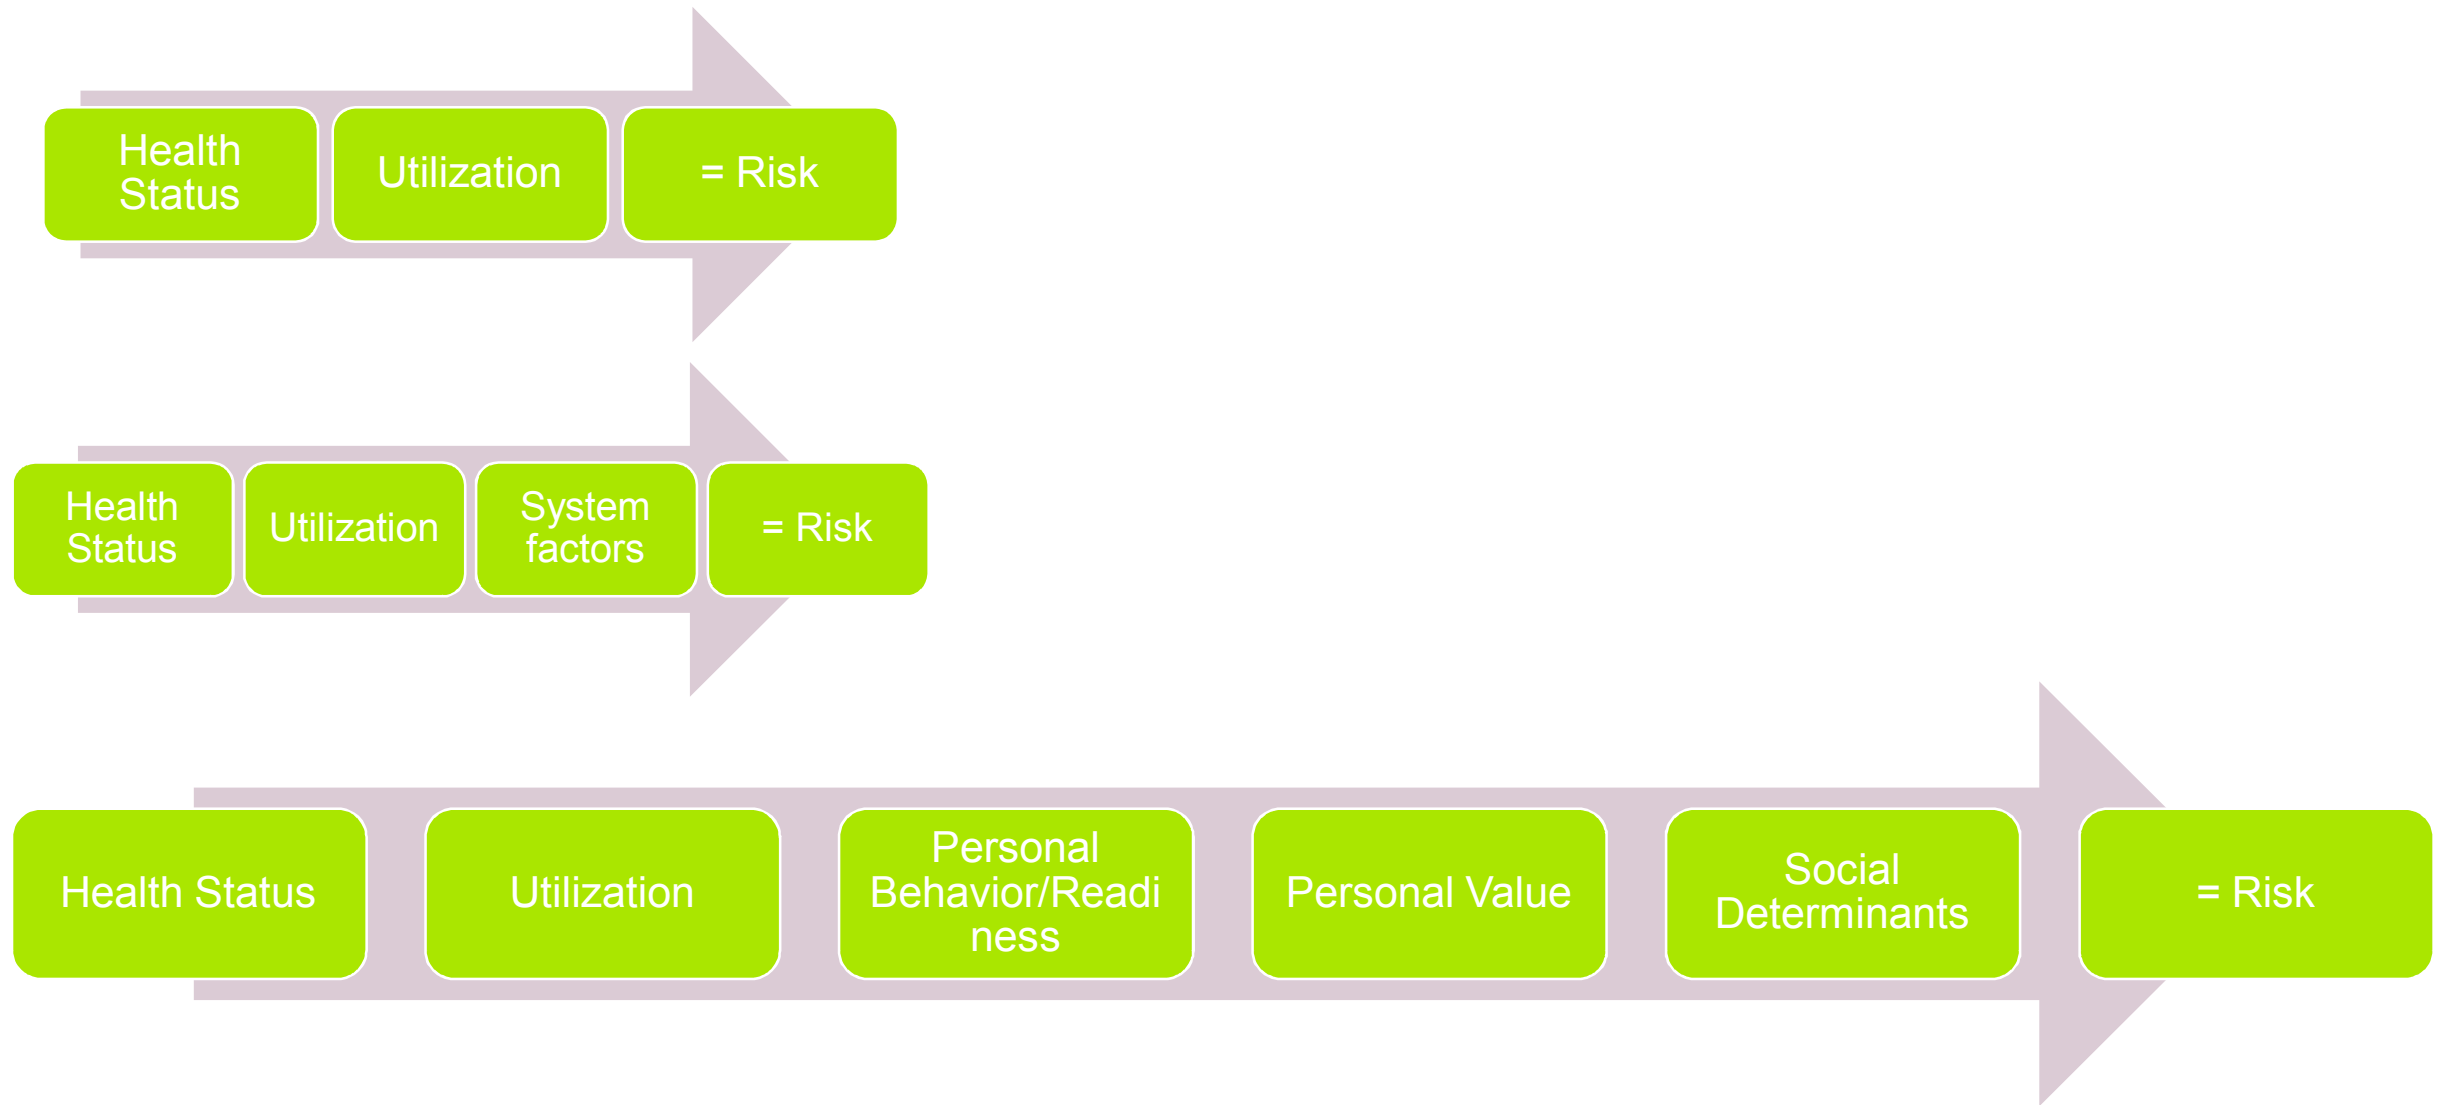 Health
Status
Utilization
= Risk
Health
Status
Utilization
System
factors
= Risk
Health Status
Utilization
Personal
Behavior/Readi
ness
Personal Value
Social
Determinants
= Risk